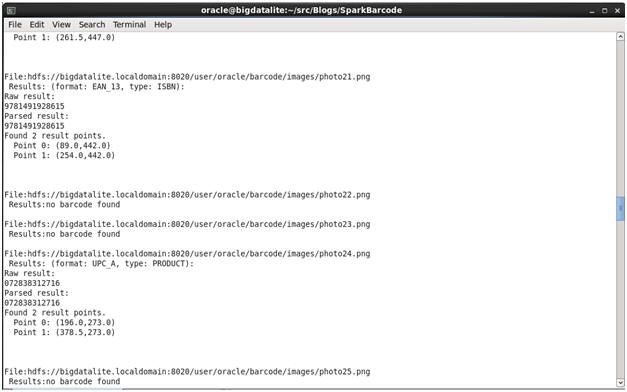 oracle@bigdatalite:~/src/Blogs/SparkBarcode
File Edit View Search Terminal Help
Point 1: (261.5,447.0)
File:hdfs://bigdatalite.localdomain:8020/user/oracle/barcode/images/photo21.png
Results: (format: EAN_13, type: ISBN):
Raw result:
9781491928615
Parsed result:
9781491928615
Found 2 result points.
Point 0: (89.0,442.0)
Point 1: (254.0,442.0)
File:hdfs://bigdatalite.localdomain:8020/user/oracle/barcode/images/photo22.png
Results:no barcode found
File:hdfs://bigdatalite.localdomain:8020/user/oracle/barcode/images/photo23.png
Results:no barcode found
File:hdfs://bigdatalite.localdomain:8020/user/oracle/barcode/images/photo24.png
Results: (format: UPC_A, type: PRODUCT):
Raw result:
072838312716
Parsed result:
072838312716
Found 2 result points.
Point 0: (196.0,273.0)
Point 1: (378.5,273.0)
File:hdfs://bigdatalite.localdomain:8020/user/oracle/barcode/images/photo25.png
Results:no barcode found